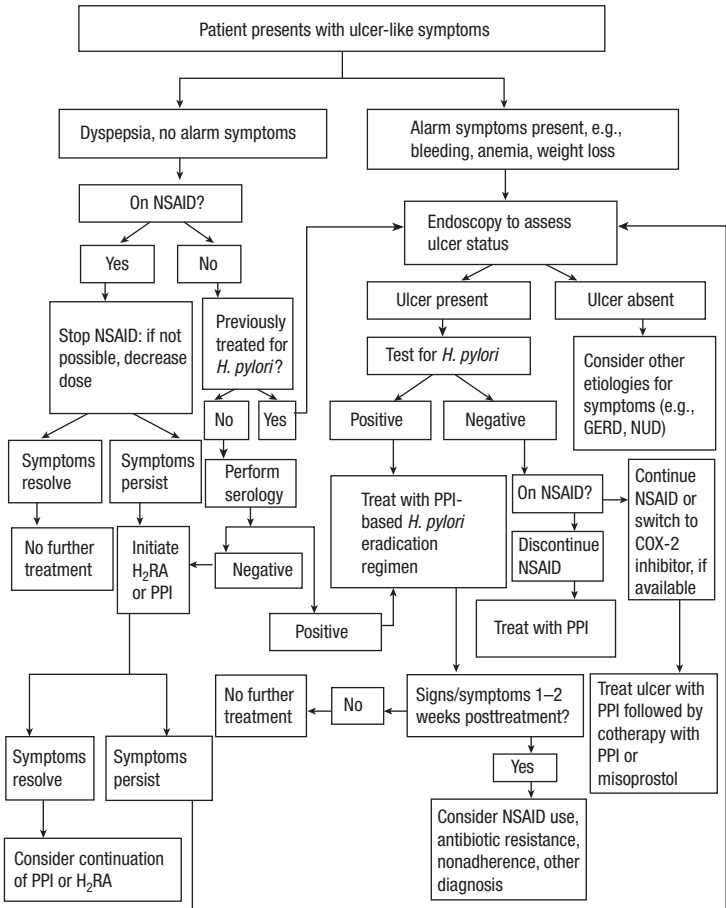 Patient presents with ulcer-like symptoms
Dyspepsia, no alarm symptoms
Alarm symptoms present, e.g.,
bleeding, anemia, weight loss
On NSAID?
Endoscopy to assess
ulcer status
Yes
No
Ulcer present
Ulcer absent
Stop NSAID: if not
possible, decrease
dose
Previously
treated for
H. pylori?
Test for H. pylori
Consider other
etiologies for
symptoms (e.g.,
GERD, NUD)
No
Yes
Positive
Negative
Symptoms
resolve
Symptoms
persist
Perform
serology
Treat with PPI-
based H. pylori
eradication
regimen
On NSAID?
Continue
NSAID or
switch to
COX-2
inhibitor, if
available
No further
treatment
Initiate
H₂RA
or PPI
Negative
Discontinue
NSAID
Positive
Treat with PPI
No further
treatment
No
Signs/symptoms 1–2
weeks posttreatment?
Treat ulcer with
PPI followed by
cotherapy with
PPI or
misoprostol
Symptoms
resolve
Symptoms
persist
Yes
Consider NSAID use,
antibiotic resistance,
nonadherence, other
diagnosis
Consider continuation
of PPI or H₂RA